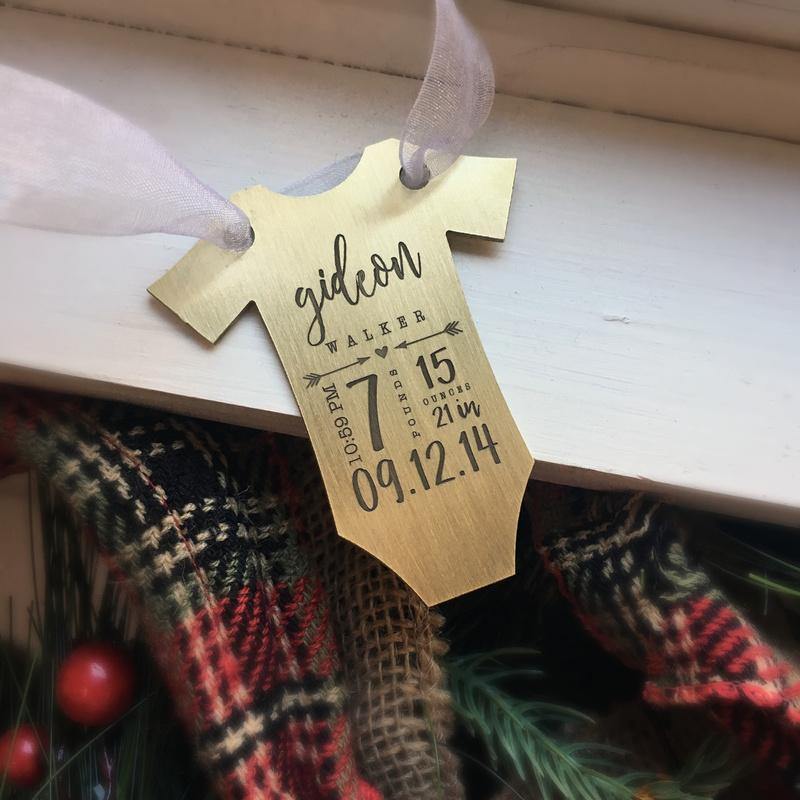 gideon
WALKER
10:59 PM
7
POUNDS
15
OUNCES
21 in
09.12.14